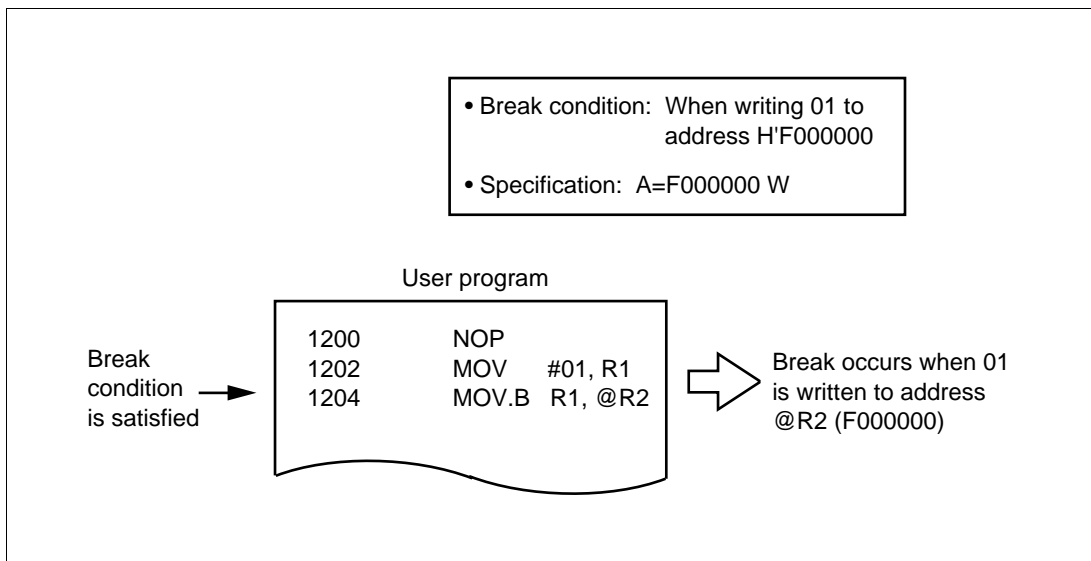 • Break condition: When writing 01 to
address H'F000000
• Specification: A=F000000 W
User program
1200 NOP
1202 MOV #01, R1
1204 MOV.B R1, @R2
Break
condition
is satisfied
Break occurs when 01
is written to address
@R2 (F000000)